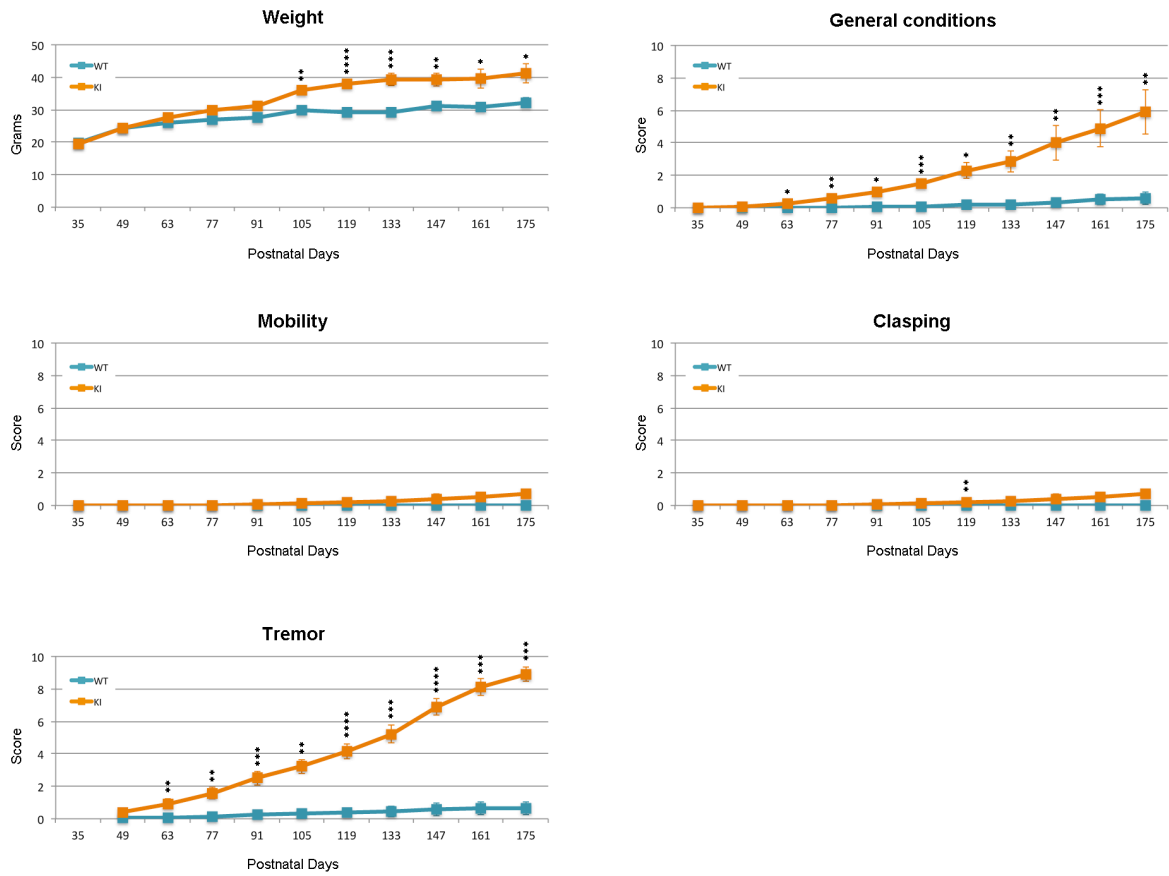 Weight
50
40
30
20
10
0
Grams
WT
KI
**
****
***
**
*
*
35 49 63 77 91 105 119 133 147 161 175
Postnatal Days
General conditions
10
8
6
4
2
0
Score
WT
KI
*
**
*
***
*
**
**
***
**
35 49 63 77 91 105 119 133 147 161 175
Postnatal Days
Mobility
10
8
6
4
2
0
Score
WT
KI
35 49 63 77 91 105 119 133 147 161 175
Postnatal Days
Clasping
10
8
6
4
2
0
Score
WT
KI
**
35 49 63 77 91 105 119 133 147 161 175
Postnatal Days
Tremor
10
8
6
4
2
0
Score
WT
KI
**
**
***
**
****
***
****
***
***
35 49 63 77 91 105 119 133 147 161 175
Postnatal Days